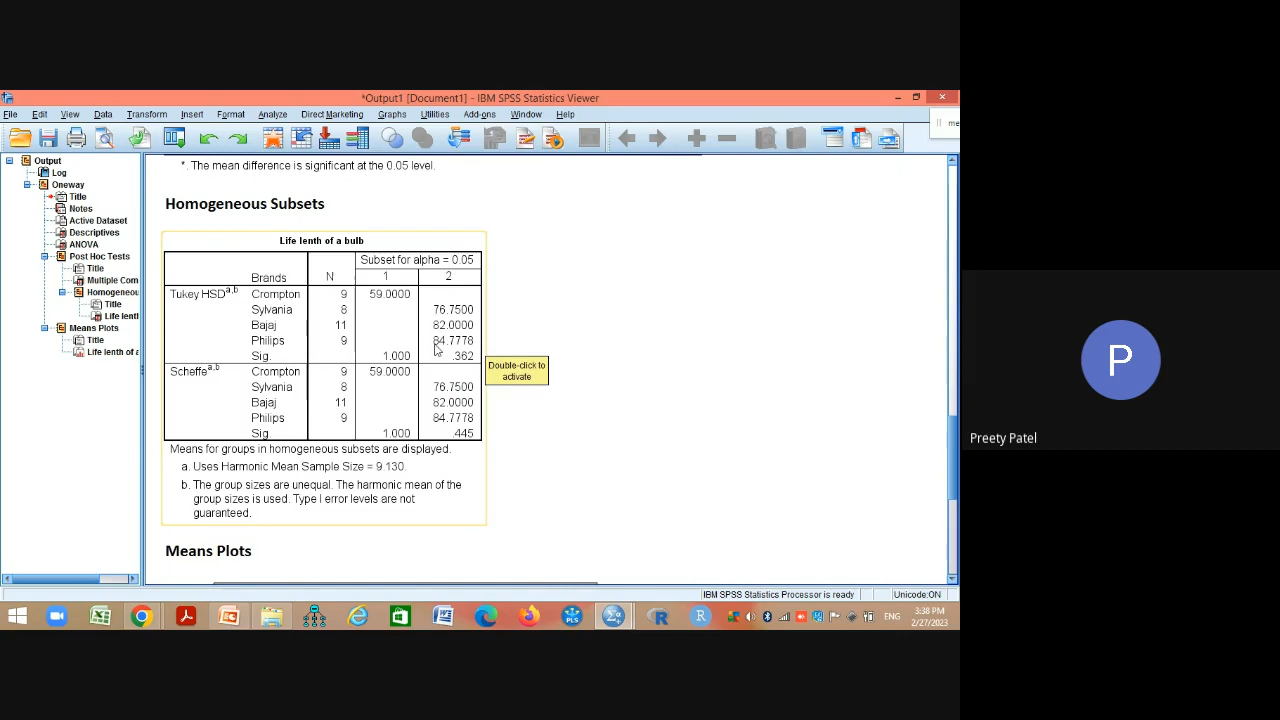 *Output1 [Document1] - IBM SPSS Statistics Viewer
File Edit View Data Transform Insert Format Analyze Direct Marketing Graphs Utilities Add-ons Window Help
me
Output
Log
Oneway
Title
Notes
Active Dataset
Descriptives
ANOVA
Post Hoc Tests
Title
Multiple Com
Homogeneou
Title
Life lent
Means Plots
Title
Life lenth of a
*. The mean difference is significant at the 0.05 level.
Homogeneous Subsets
Life lenth of a bulb
Subset for alpha = 0.05
Brands N 1 2
Tukey HSDa,b Crompton 9 59.0000
Sylvania 8 76.7500
Bajaj 11 82.0000
Philips 9 84.7778
Sig. 1.000 .362
Scheffea,b Crompton 9 59.0000
Sylvania 8 76.7500
Bajaj 11 82.0000
Philips 9 84.7778
Sig. 1.000 .445
Means for groups in homogeneous subsets are displayed.
a. Uses Harmonic Mean Sample Size = 9.130.
b. The group sizes are unequal. The harmonic mean of the
group sizes is used. Type I error levels are not
guaranteed.
Double-click to
activate
Means Plots
IBM SPSS Statistics Processor is ready Unicode:ON
PLS
R
R
ENG
3:38 PM
2/27/2023
P
Preety Patel